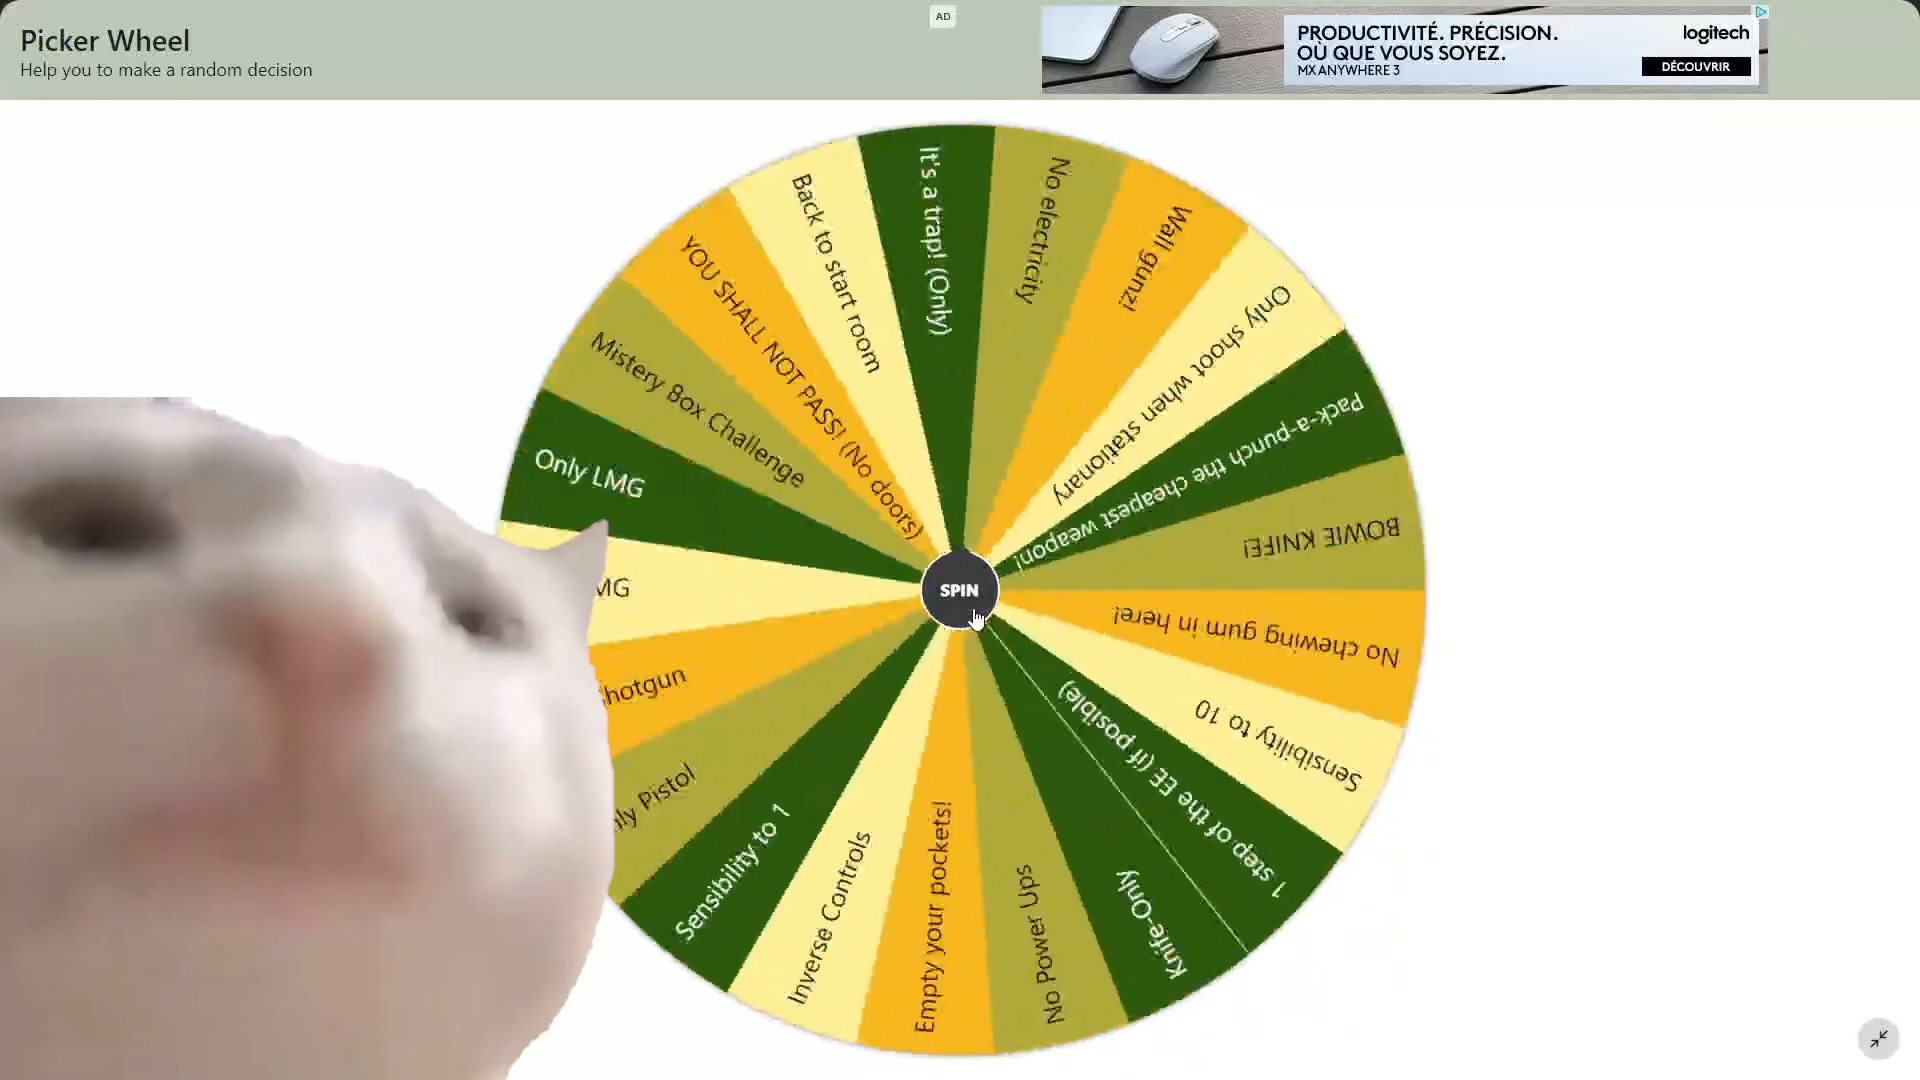 Picker Wheel
Help you to make a random decision
AD
PRODUCTIVITÉ. PRÉCISION.
OÙ QUE VOUS SOYEZ.
MX ANYWHERE 3
logitech
DÉCOUVRIR
It's a trap! (Only)
No electricity
Wall gunz!
Only shoot when stationary
Pack-a-punch the cheapest weapon!
BOWIE KNIFE!
No chewing gum in here!
Sensibility to 10
1 step of the EE (if posible)
Knife-Only
No Power Ups
Empty your pockets!
Inverse Controls
Sensibility to 1
ly Pistol
hotgun
MG
Only LMG
Mistery Box Challenge
YOU SHALL NOT PASS! (No doors)
Back to start room
SPIN